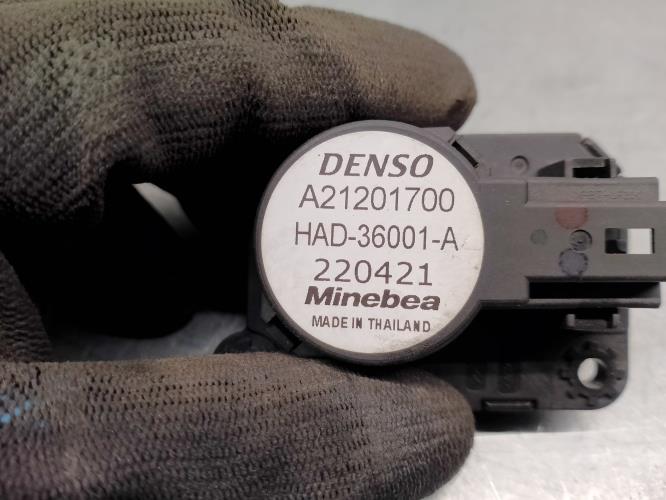 DENSO
A21201700
HAD-36001-A
220421
Minebea
MADE IN THAILAND